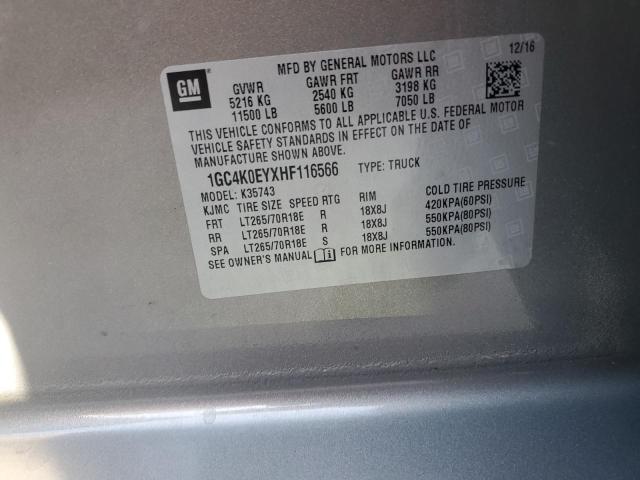 MFD BY GENERAL MOTORS LLC 12/16
GM
GVWR GAWR FRT GAWR RR
5216 KG 2540 KG 3198 KG
11500 LB 5600 LB 7050 LB
THIS VEHICLE CONFORMS TO ALL APPLICABLE U.S. FEDERAL MOTOR
VEHICLE SAFETY STANDARDS IN EFFECT ON THE DATE OF
MANUFACTURE SHOWN ABOVE.
1GC4K0EYXHF116566 TYPE: TRUCK
MODEL: K35743
KJMC TIRE SIZE SPEED RTG RIM COLD TIRE PRESSURE
FRT LT265/70R18E R 18X8J 420KPA(60PSI)
RR LT265/70R18E R 18X8J 550KPA(80PSI)
SPA LT265/70R18E S 18X8J 550KPA(80PSI)
SEE OWNER'S MANUAL FOR MORE INFORMATION.